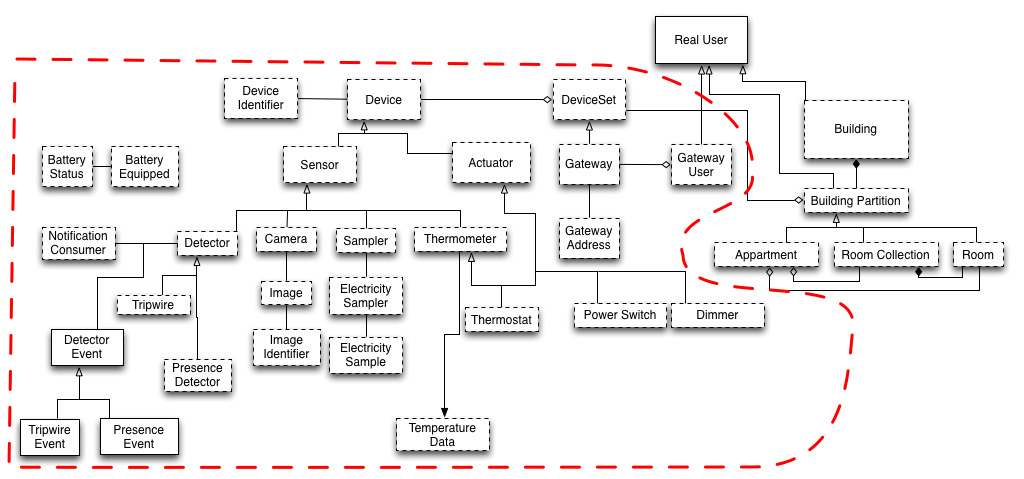 Real User
Device
Identifier
Device
DeviceSet
Building
Battery
Status
Battery
Equipped
Sensor
Actuator
Gateway
Gateway
User
Building Partition
Notification
Consumer
Detector
Camera
Sampler
Thermometer
Gateway
Address
Appartment
Room Collection
Room
Tripwire
Image
Electricity
Sampler
Thermostat
Power Switch
Dimmer
Detector
Event
Image
Identifier
Electricity
Sample
Presence
Detector
Tripwire
Event
Presence
Event
Temperature
Data